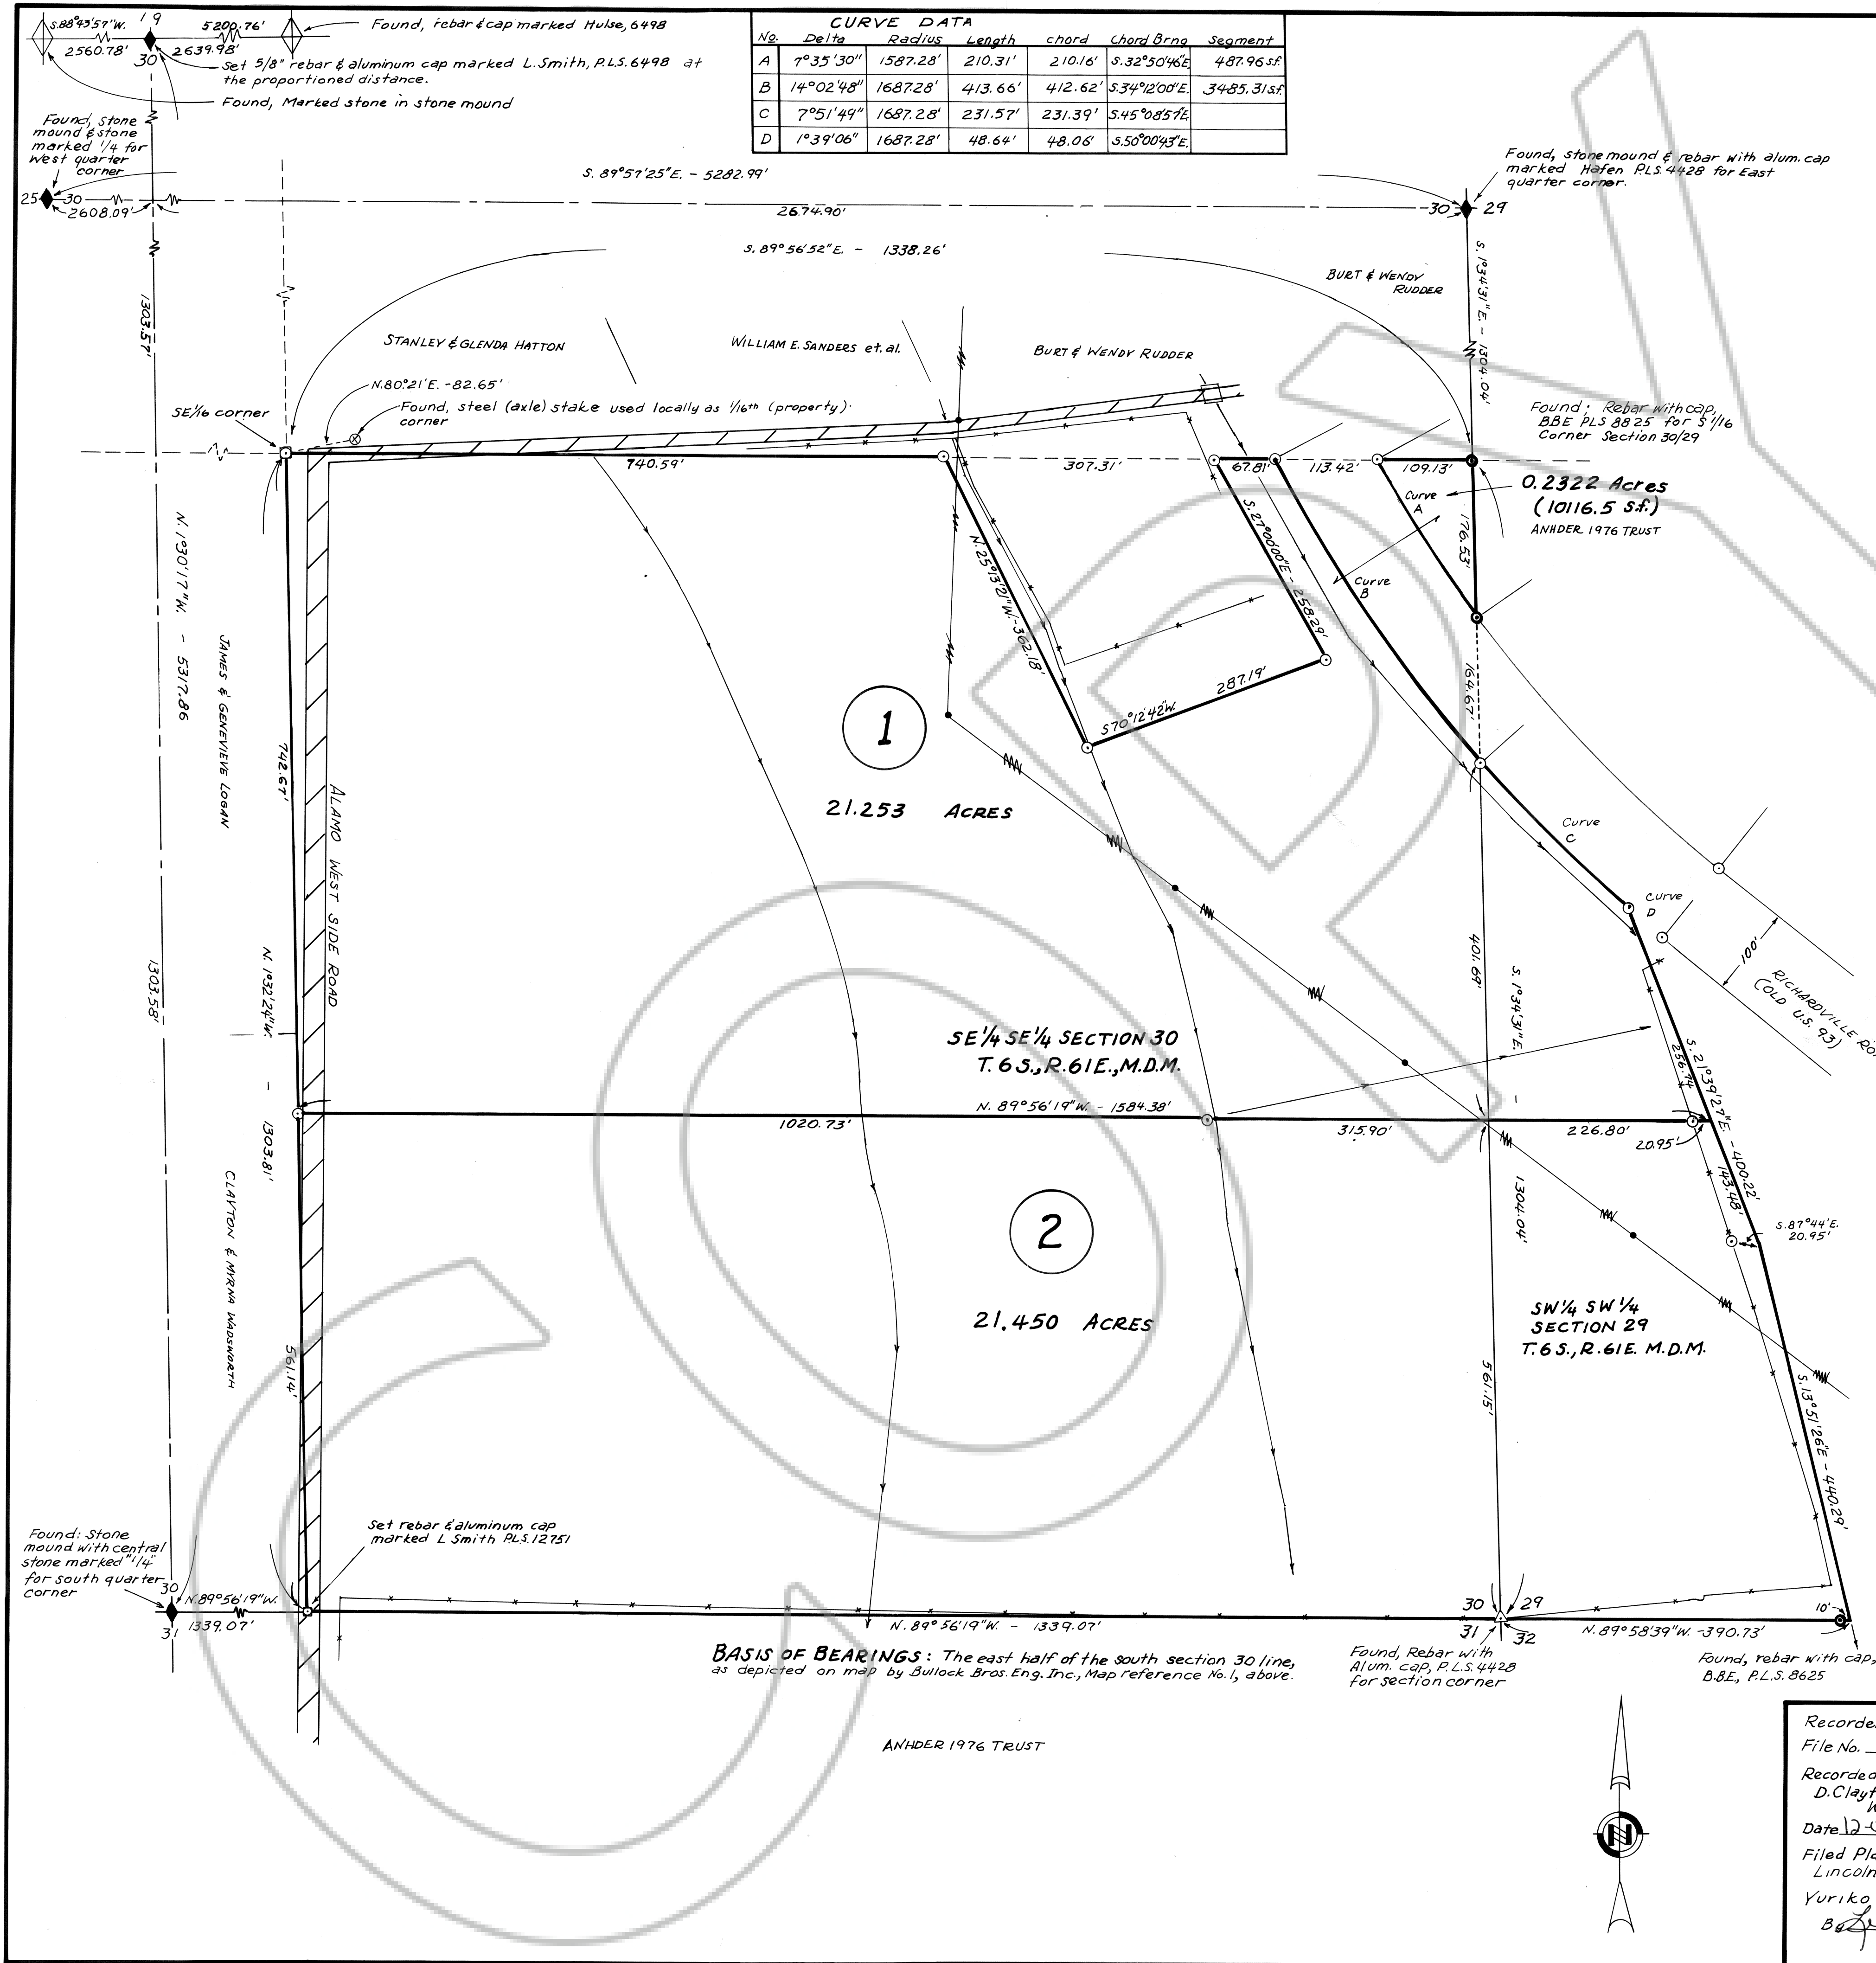 S.88°43'57"W. 19 5200.76' Found, rebar & cap marked Hulse, 6498
2560.78' 2639.98'
30 Set 5/8" rebar & aluminum cap marked L. Smith, P.L.S. 6498 at
the proportioned distance.
Found, Marked stone in stone mound
CURVE DATA
No. Delta Radius Length chord Chord Brng Segment
A 7°35'30" 1587.28' 210.31' 210.16' S.32°50'46"E 487.96 sf.
B 14°02'48" 1687.28' 413.66' 412.62' S.34°12'00"E. 3485.31 s.f.
C 7°51'49" 1687.28' 231.57' 231.39' S.45°08'57"E
D 1°39'06" 1687.28' 48.64' 48.06' S.50°00'43"E.
Found, Stone
mound & stone
marked 1/4 for
West quarter
corner
25 30
2608.09'
S. 89°57'25"E. - 5282.99'
2674.90'
Found, stone mound & rebar with alum. cap
marked Hafen P.L.S. 4428 for East
quarter corner.
30 29
S. 89°56'52"E. - 1338.26'
S. 1°34'31"E. - 1304.04'
BURT & WENDY
RUDDER
1303.57'
STANLEY & GLENDA HATTON
WILLIAM E. SANDERS et. al.
BURT & WENDY RUDDER
N.80°21'E. - 82.65'
SE1/16 corner
Found, steel (axle) stake used locally as 1/16th (property)
corner
Found; Rebar with cap,
BBE PLS 8825 for S 1/16
Corner Section 30/29
740.59'
307.31'
67.81'
113.42'
109.13'
0.2322 Acres
(10116.5 s.f.)
ANHDER 1976 TRUST
Curve
A
176.53'
Curve
B
N. 25°13'21"W. - 362.18'
S. 27°00'00"E - 258.29'
S70°12'42"W.
287.19'
164.67'
N. 1°30'17"W. - 5317.86
JAMES & GENEVIEVE LOGAN
742.67'
ALAMO WEST SIDE ROAD
1
21.253 ACRES
Curve
C
Curve
D
100'
RICHARDVILLE
(OLD U.S. 93)
401.69'
S. 1°34'31"E. - 1304.04'
1303.58'
N. 1°32'24"W. - 1303.81'
SE 1/4 SE 1/4 SECTION 30
T. 6 S., R. 61 E., M.D.M.
S. 21°39'27"E. - 400.22'
256.74
N. 89°56'19"W. - 1584.38'
1020.73'
315.90'
226.80'
20.95'
143.48'
S.87°44'E.
20.95'
CLAYTON & MYRNA WADSWORTH
561.14'
2
21.450 ACRES
561.15'
SW 1/4 SW 1/4
SECTION 29
T. 6 S., R. 61 E. M.D.M.
S. 13°51'26"E - 440.29'
Set rebar & aluminum cap
marked L Smith P.L.S. 12751
Found: Stone
mound with central
stone marked "1/4"
for south quarter
corner
30
31
N.89°56'19"W.
1339.07'
N. 89°56'19"W. - 1339.07'
30 29
31 32
10'
N. 89°58'39"W. - 390.73'
BASIS OF BEARINGS: The east half of the south section 30 line,
as depicted on map by Bullock Bros. Eng. Inc., Map reference No. 1, above.
Found, Rebar with
Alum. cap, P.L.S. 4428
for section corner
Found, rebar with cap,
B.B.E., P.L.S. 8625
ANHDER 1976 TRUST
N
Recorde
File No.
Recorded
D. Clayt
Date 12-
Filed Pla
Lincoln
Yuriko
By
COPY